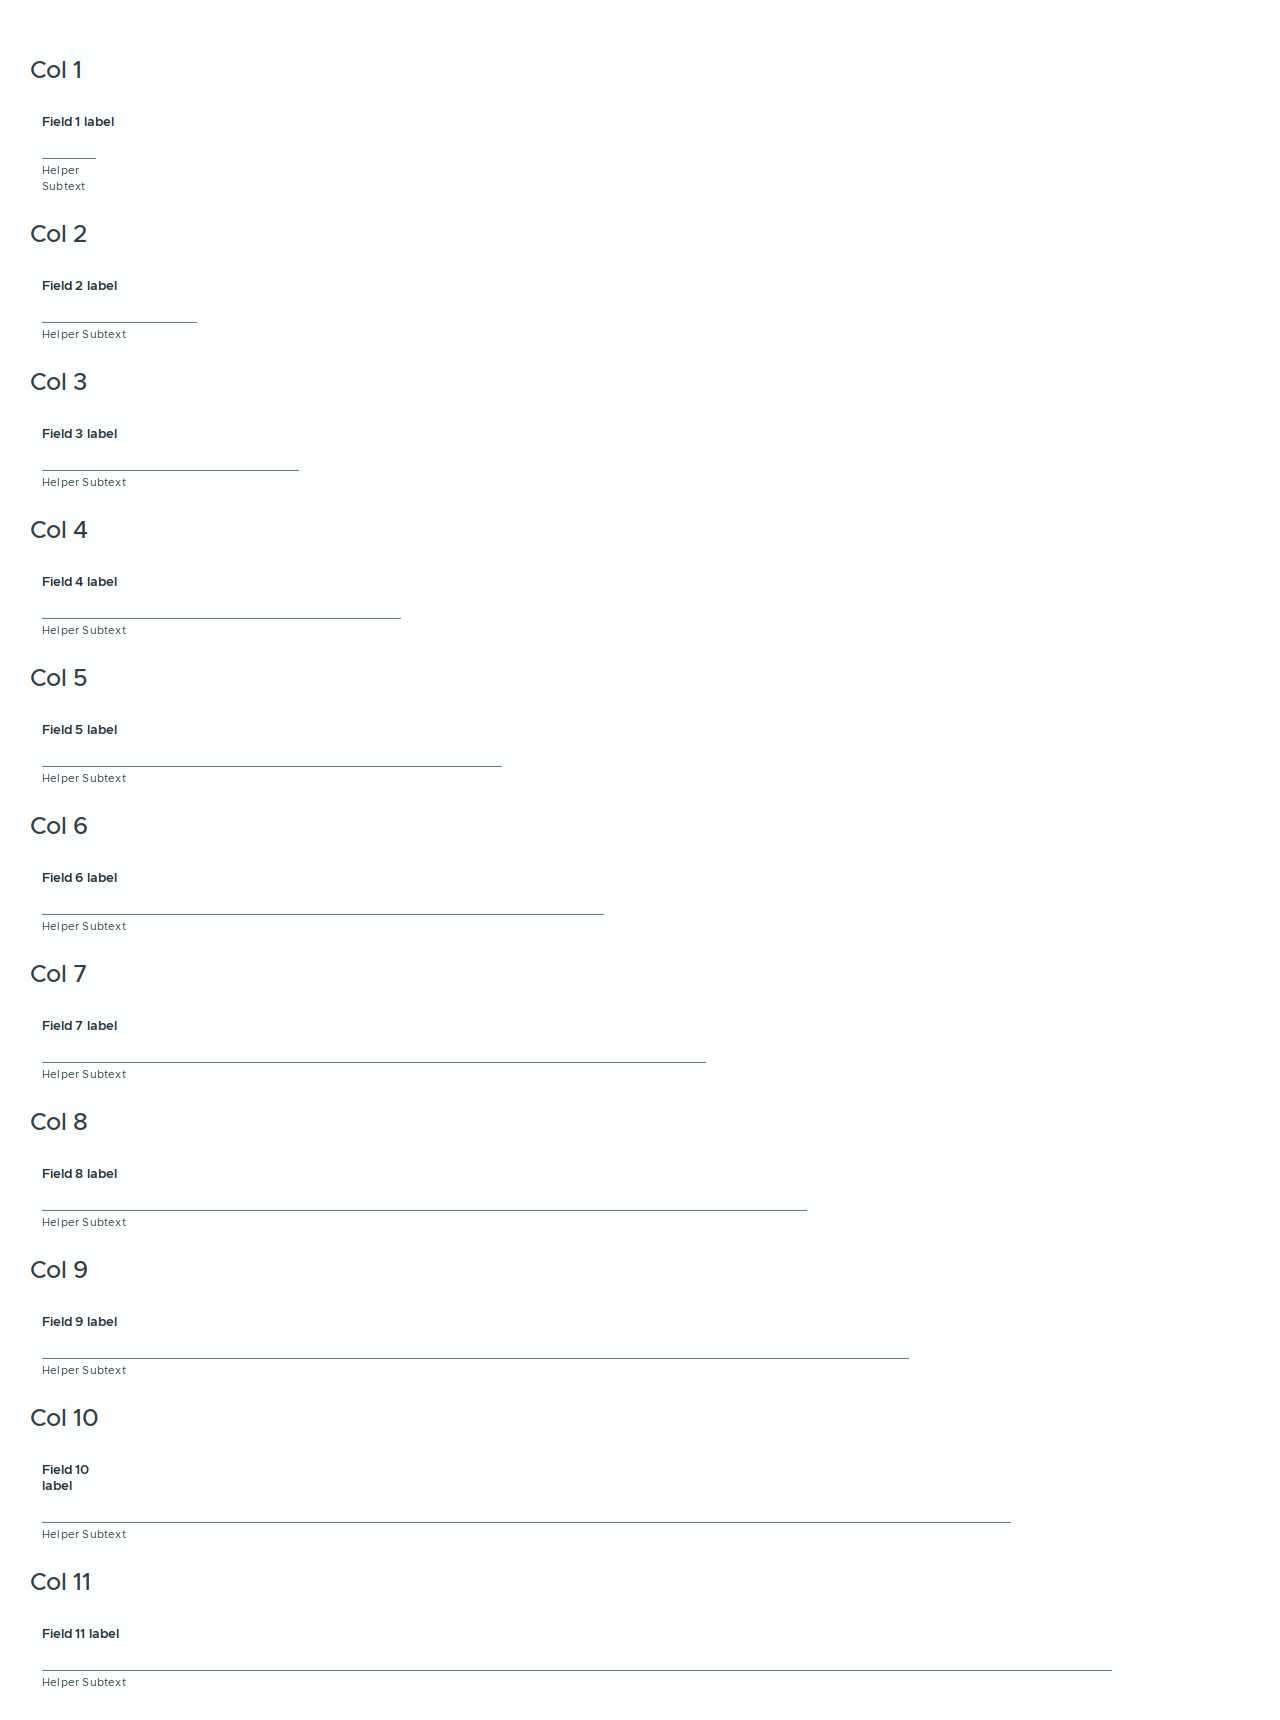 Col 1
Field 1 label
Helper
Subtext
Col 2
Field 2 label
Helper Subtext
Col 3
Field 3 label
Helper Subtext
Col 4
Field 4 label
Helper Subtext
Col 5
Field 5 label
Helper Subtext
Col 6
Field 6 label
Helper Subtext
Col 7
Field 7 label
Helper Subtext
Col 8
Field 8 label
Helper Subtext
Col 9
Field 9 label
Helper Subtext
Col 10
Field 10
label
Helper Subtext
Col 11
Field 11 label
Helper Subtext